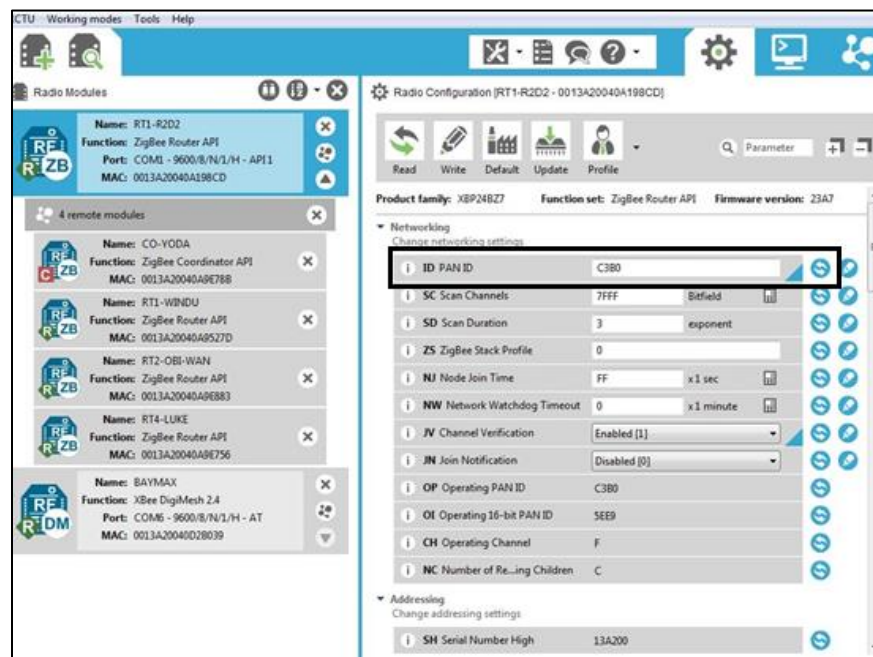 CTU Working modes Tools Help
Radio Modules
Name: RT1-R2D2
Function: ZigBee Router API
Port: COM1 - 9600/8/N/1/H - API 1
MAC: 0013A20040A198CD
4 remote modules
Name: CO-YODA
Function: ZigBee Coordinator API
MAC: 0013A20040A9E78B
Name: RT1-WINDU
Function: ZigBee Router API
MAC: 0013A20040A9527D
Name: RT2-OBI-WAN
Function: ZigBee Router API
MAC: 0013A20040A9E883
Name: RT4-LUKE
Function: ZigBee Router API
MAC: 0013A20040A9E756
Name: BAYMAX
Function: XBee DigiMesh 2.4
Port: COM6 - 9600/8/N/1/H - AT
MAC: 0013A20040D2B039
Radio Configuration [RT1-R2D2 - 0013A20040A198CD]
Read Write Default Update Profile
Parameter
Product family: XBP24BZ7 Function set: ZigBee Router API Firmware version: 23A7
Networking
Change networking settings
i ID PAN ID C3B0
i SC Scan Channels 7FFF Bitfield
i SD Scan Duration 3 exponent
i ZS ZigBee Stack Profile 0
i NJ Node Join Time FF x 1 sec
i NW Network Watchdog Timeout 0 x 1 minute
i JV Channel Verification Enabled [1]
i JN Join Notification Disabled [0]
i OP Operating PAN ID C3B0
i OI Operating 16-bit PAN ID 5EE9
i CH Operating Channel F
i NC Number of Re...ing Children C
Addressing
Change addressing settings
i SH Serial Number High 13A200